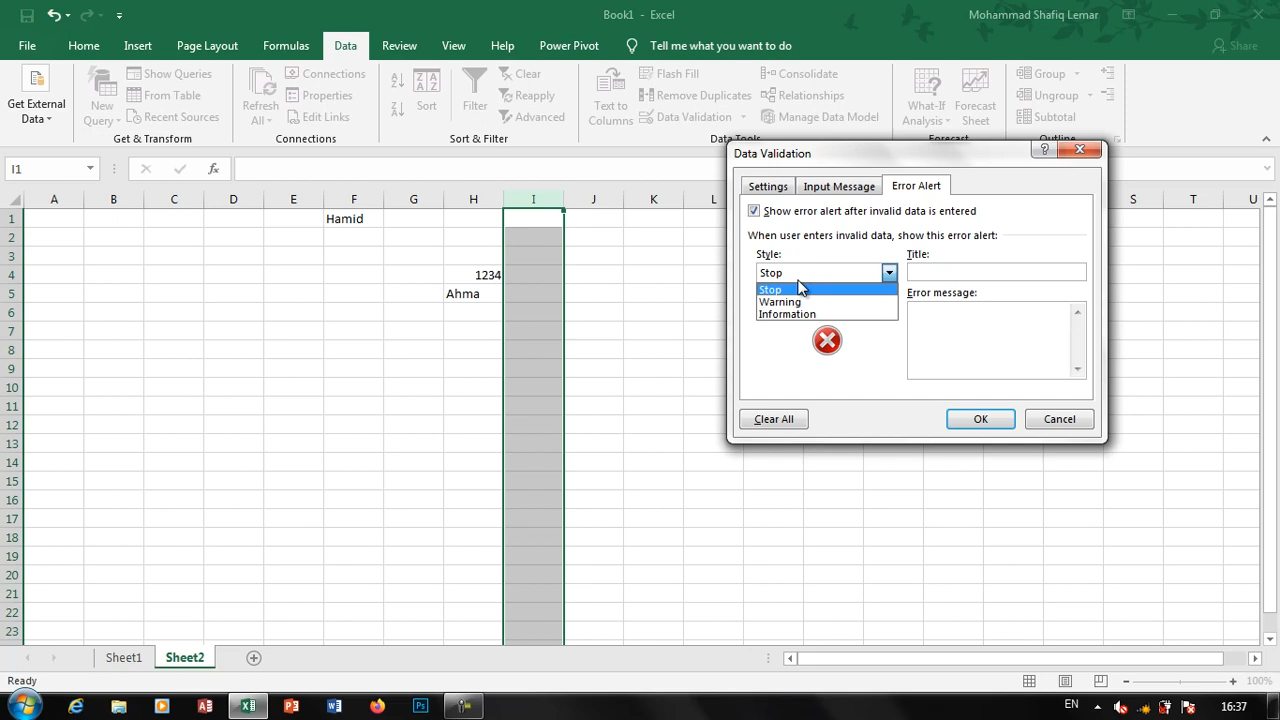 Book1 - Excel
Mohammad Shafiq Lemar
File Home Insert Page Layout Formulas Data Review View Help Power Pivot Tell me what you want to do Share
Get External Data
New Query
Show Queries
From Table
Recent Sources
Get & Transform
Refresh All
Connections
Properties
Edit Links
Connections
Sort
Filter
Clear
Reapply
Advanced
Sort & Filter
Text to Columns
Flash Fill
Remove Duplicates
Data Validation
Consolidate
Relationships
Manage Data Model
Data Tools
What-If Analysis
Forecast Sheet
Forecast
Group
Ungroup
Subtotal
Outline
I1
fx
A B C D E F G H I J K L S T U
1 Hamid
2
3
4 1234
5 Ahma
6
7
8
9
10
11
12
13
14
15
16
17
18
19
20
21
22
23
Data Validation
Settings Input Message Error Alert
Show error alert after invalid data is entered
When user enters invalid data, show this error alert:
Style: Title:
Stop
Stop
Warning
Information
Error message:
Clear All OK Cancel
Sheet1 Sheet2
Ready
100%
EN 16:37